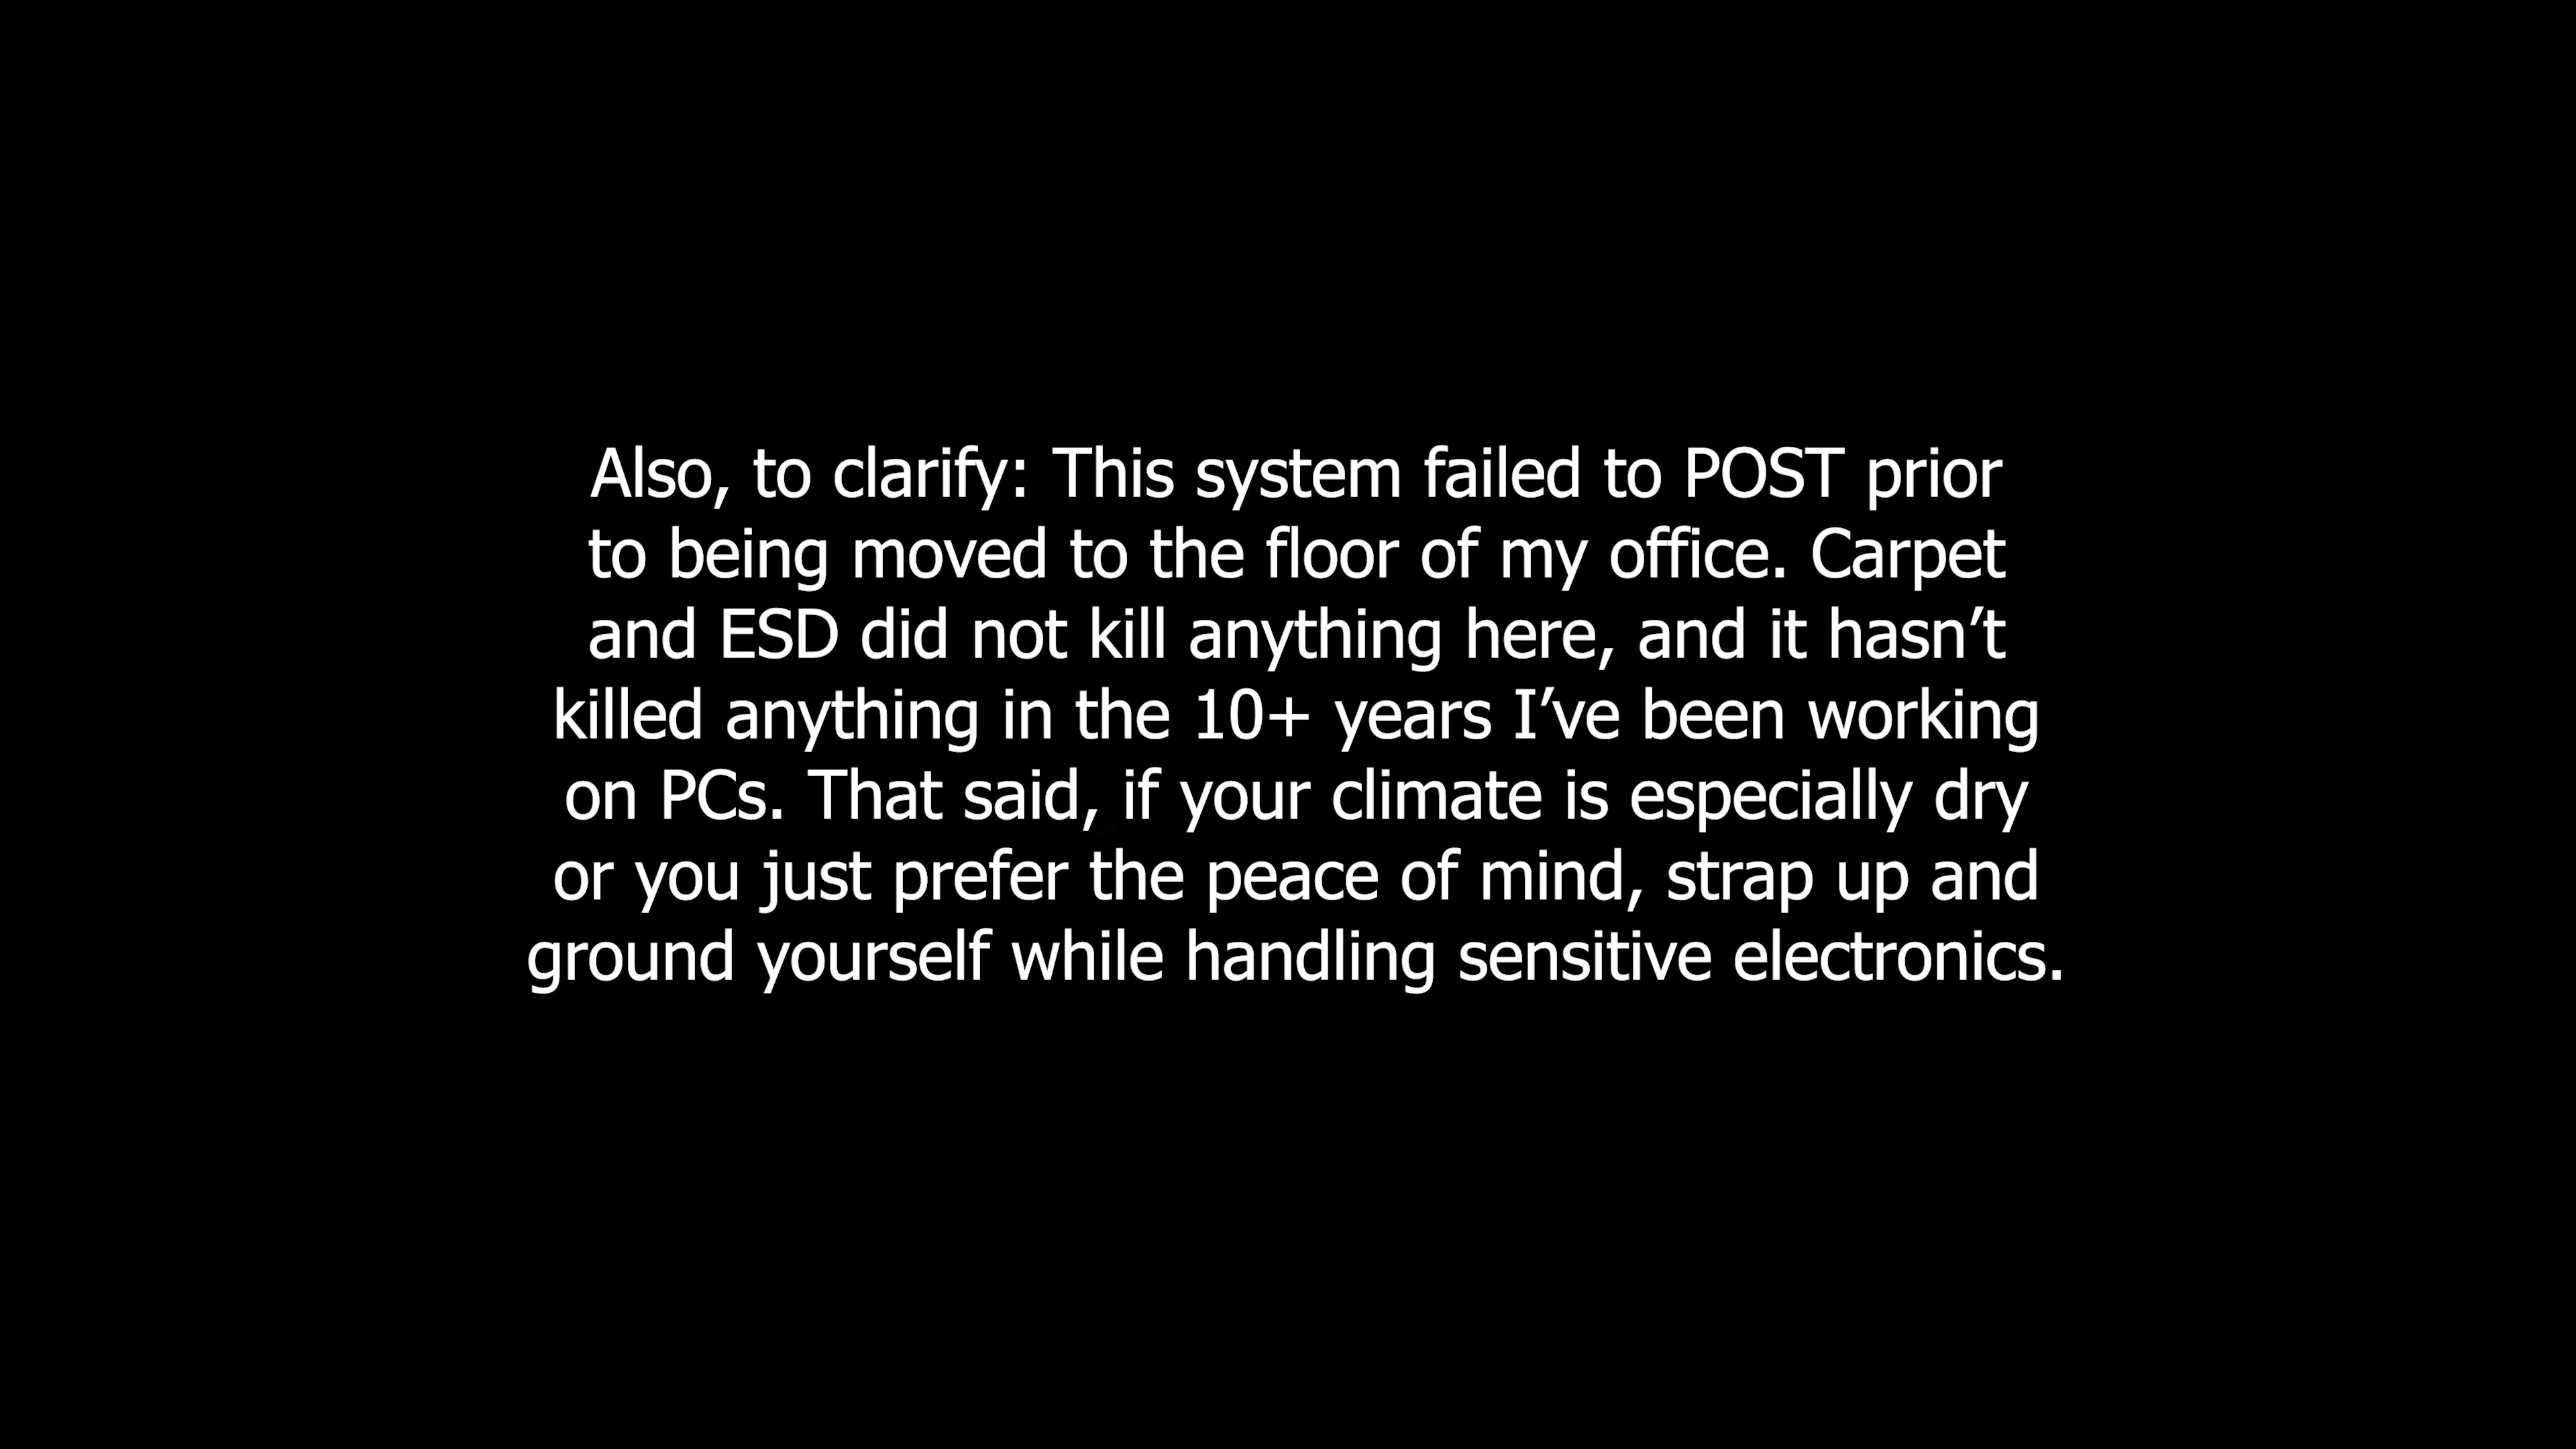 Also, to clarify: This system failed to POST prior
to being moved to the floor of my office. Carpet
and ESD did not kill anything here, and it hasn’t
killed anything in the 10+ years I’ve been working
on PCs. That said, if your climate is especially dry
or you just prefer the peace of mind, strap up and
ground yourself while handling sensitive electronics.